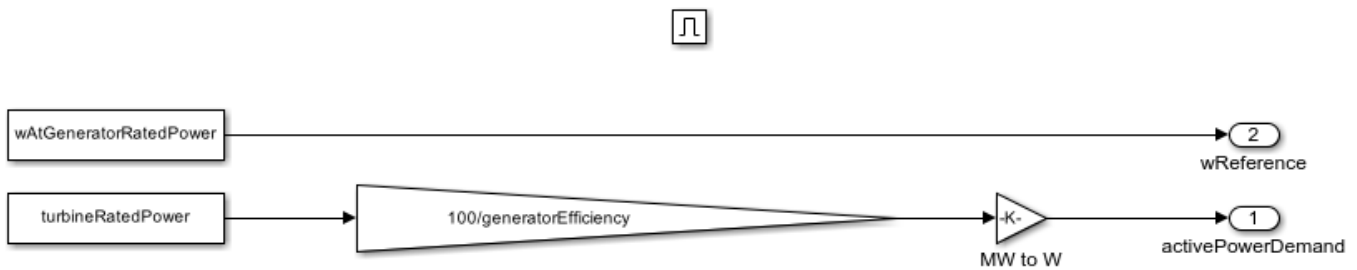 wAtGeneratorRatedPower
2
wReference
turbineRatedPower
100/generatorEfficiency
-K-
MW to W
1
activePowerDemand